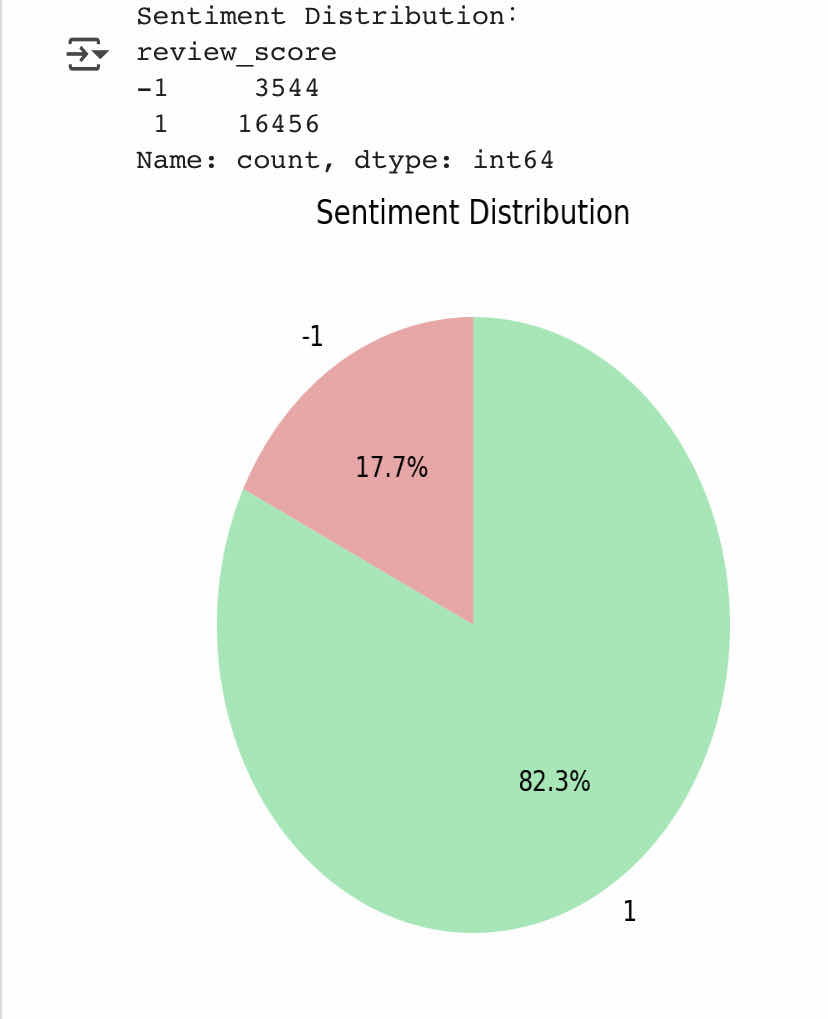 Sentiment Distribution:
review_score
-1     3544
 1    16456
Name: count, dtype: int64
Sentiment Distribution
-1
17.7%
82.3%
1